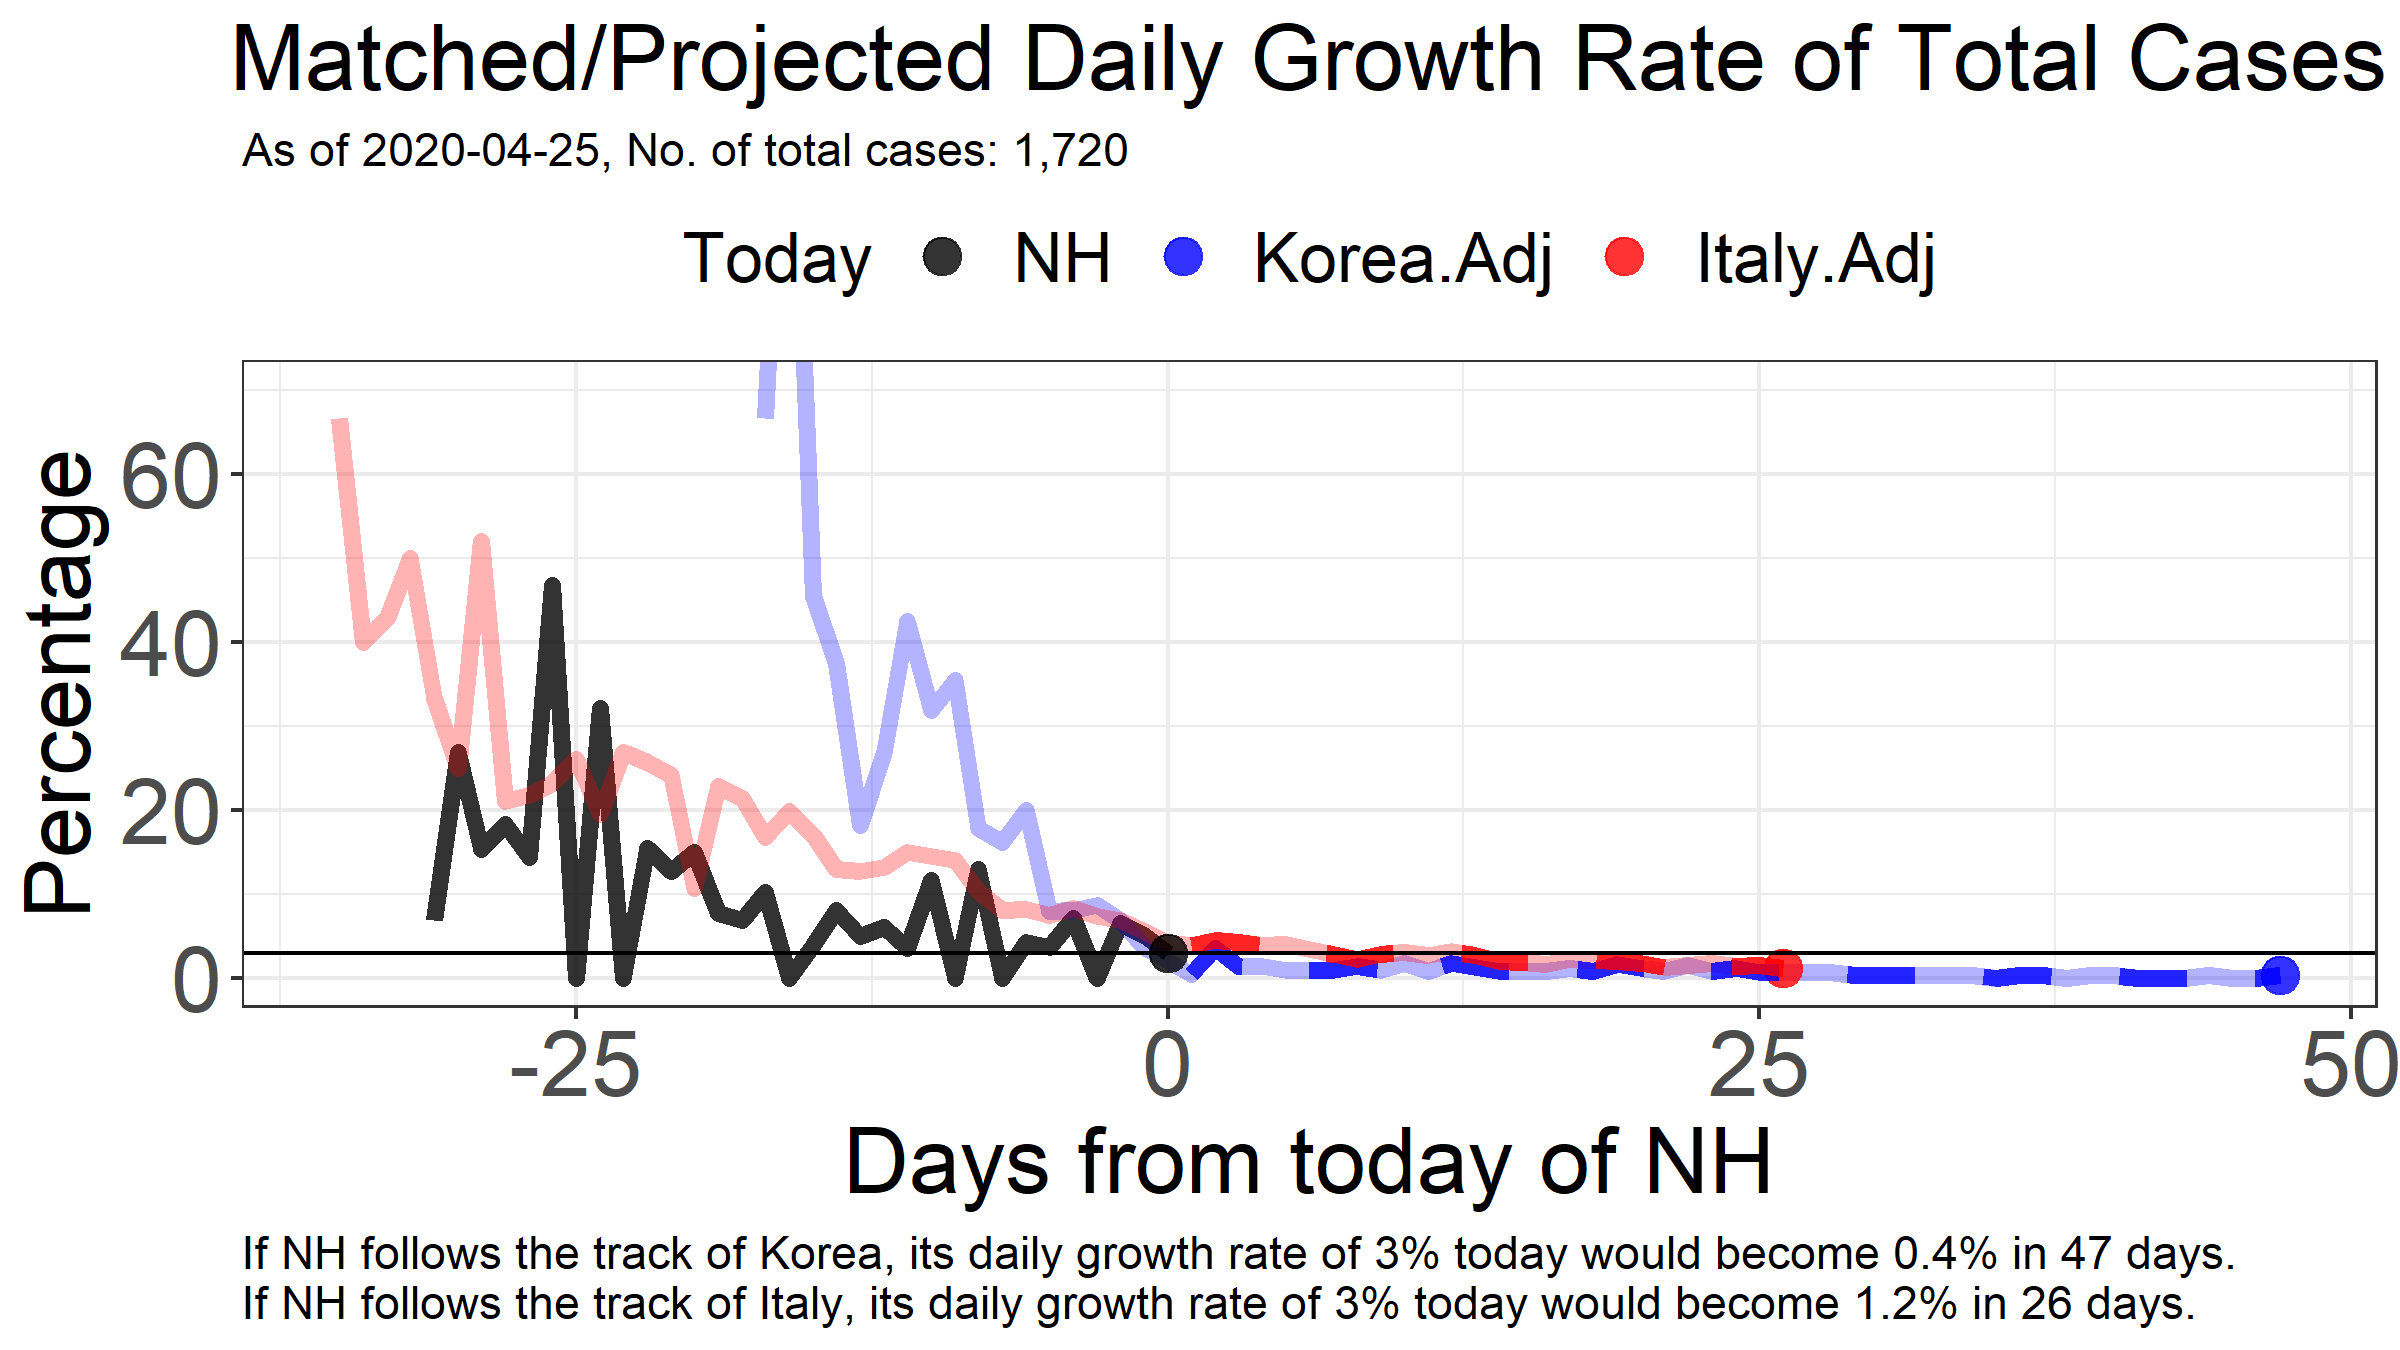 Matched/Projected Daily Growth Rate of Total Cases
As of 2020-04-25, No. of total cases: 1,720
Today NH Korea.Adj Italy.Adj
Percentage
60
40
20
0
-25 0 25 50
Days from today of NH
If NH follows the track of Korea, its daily growth rate of 3% today would become 0.4% in 47 days.
If NH follows the track of Italy, its daily growth rate of 3% today would become 1.2% in 26 days.